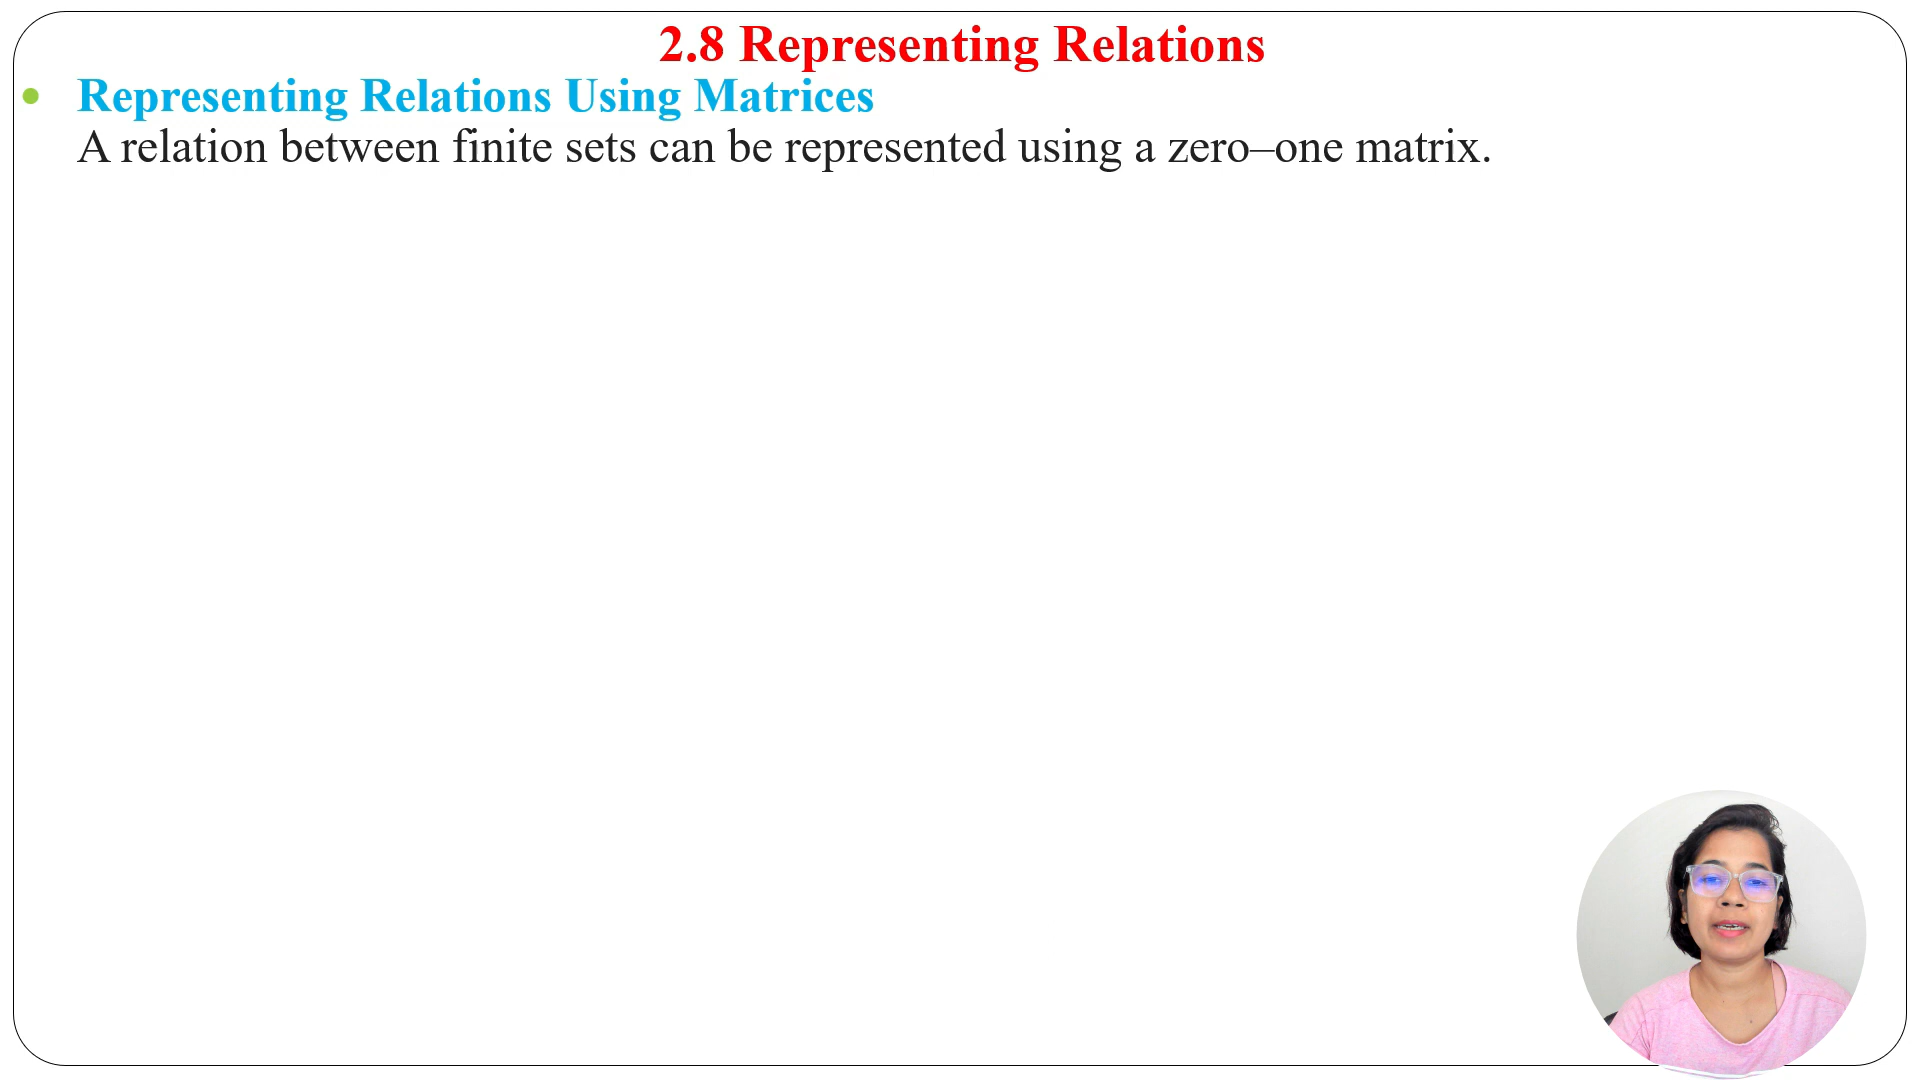 2.8 Representing Relations
• Representing Relations Using Matrices
A relation between finite sets can be represented using a zero–one matrix.